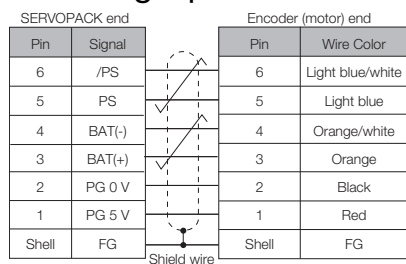 SERVOPACK end Encoder (motor) end
Pin Signal Pin Wire Color
6 /PS 6 Light blue/white
5 PS 5 Light blue
4 BAT(-) 4 Orange/white
3 BAT(+) 3 Orange
2 PG 0 V 2 Black
1 PG 5 V 1 Red
Shell FG Shell FG
Shield wire